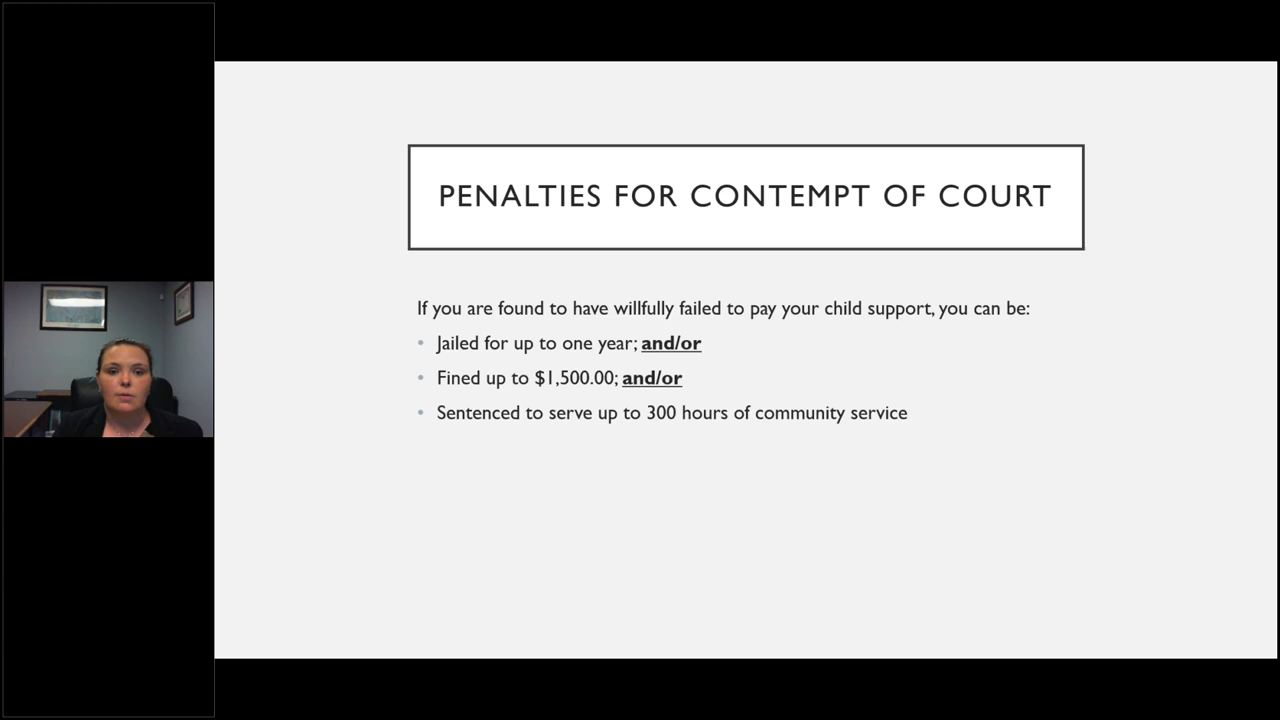 PENALTIES FOR CONTEMPT OF COURT
If you are found to have willfully failed to pay your child support, you can be:
• Jailed for up to one year; and/or
• Fined up to $1,500.00; and/or
• Sentenced to serve up to 300 hours of community service